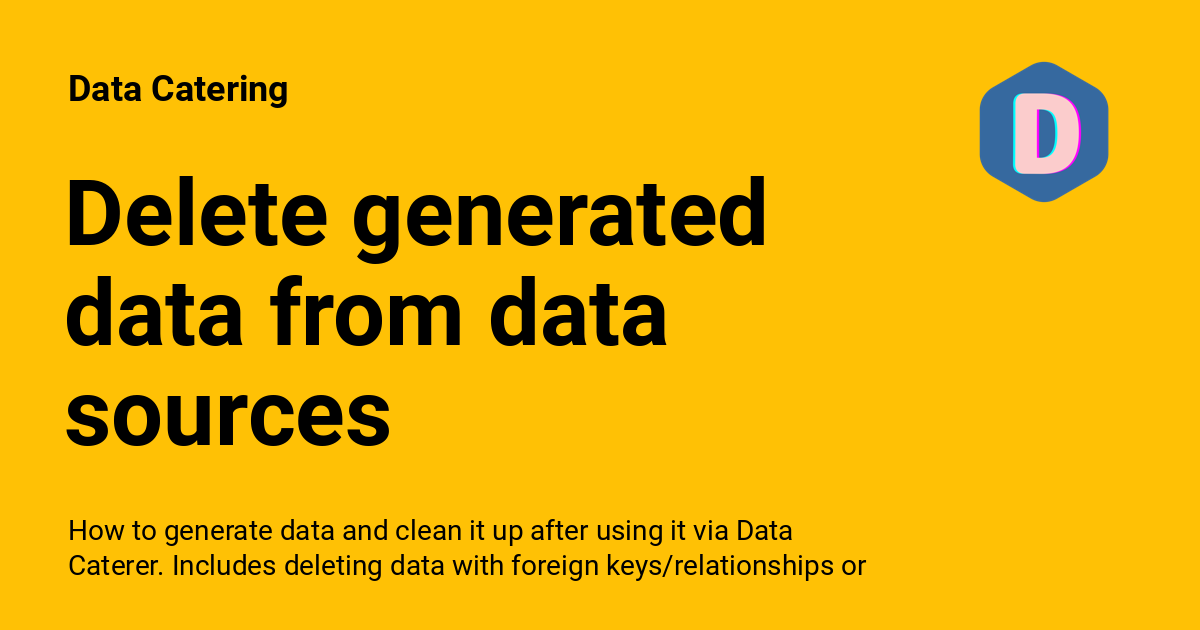 Data Catering
D
Delete generated
data from data
sources
How to generate data and clean it up after using it via Data
Caterer. Includes deleting data with foreign keys/relationships or